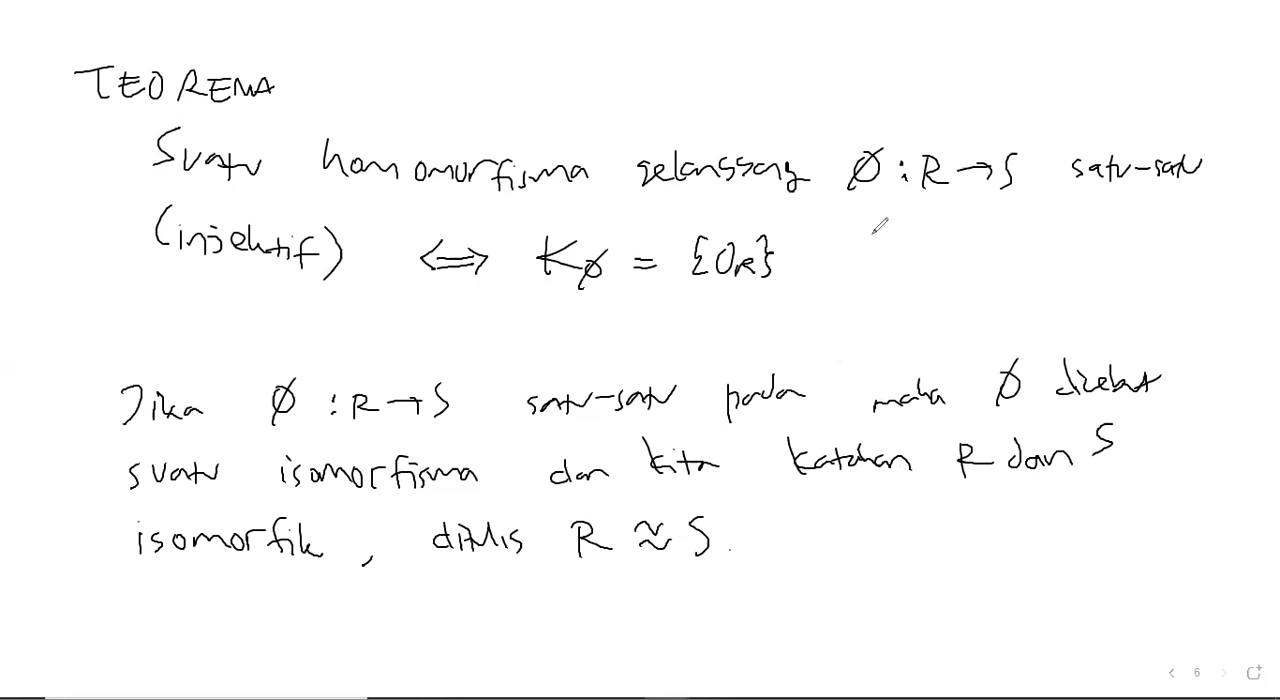 TEOREMA
Suatu homomorfisma gelanggang ∅ : R → S satu-satu
(injektif) ⟺ K∅ = {0R}
Jika ∅ : R → S satu-satu pada maka ∅ disebut
suatu isomorfisma dan kita katakan R dan S
isomorfik, ditulis R ≈ S.
6